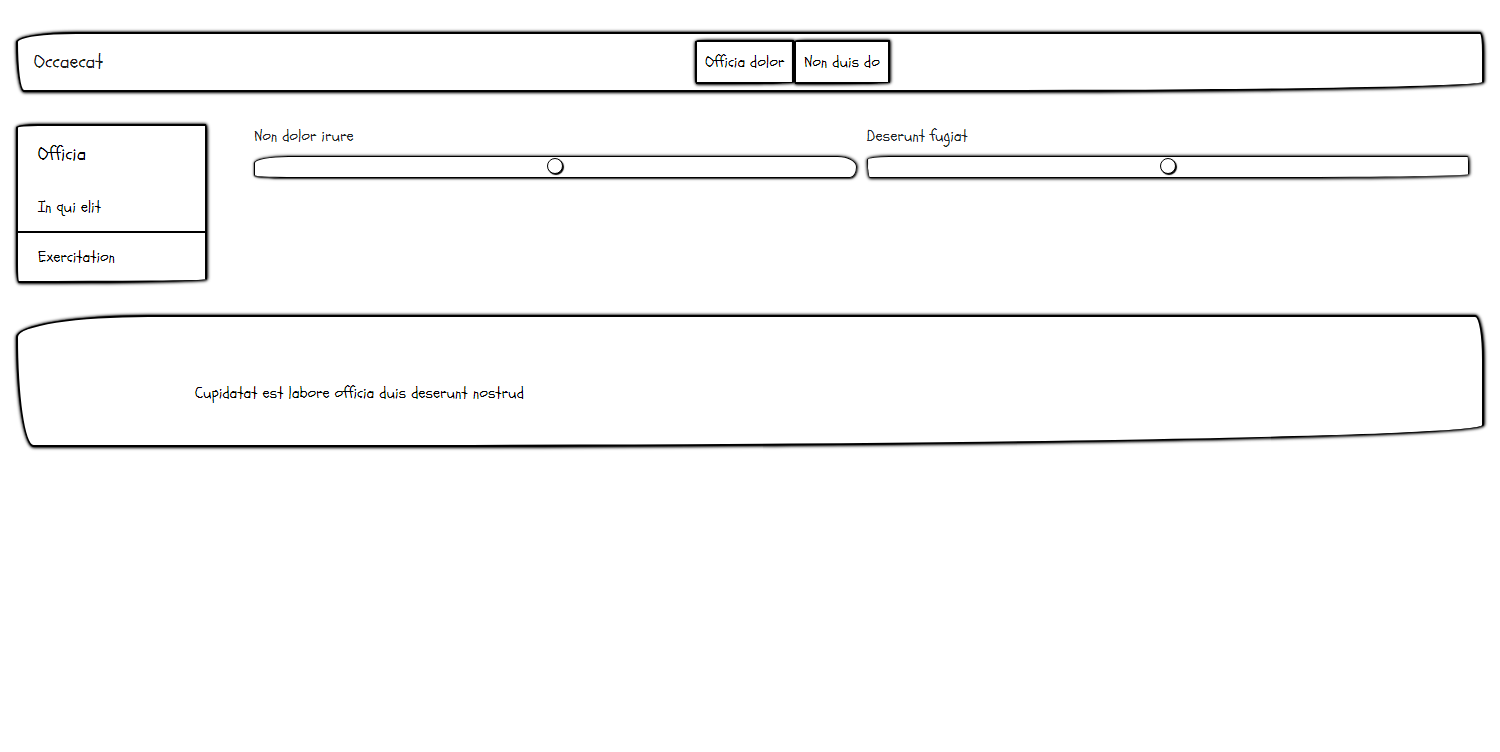 Occaecat
Officia dolor
Non duis do
Officia
In qui elit
Exercitation
Non dolor irure
Deserunt fugiat
Cupidatat est labore officia duis deserunt nostrud